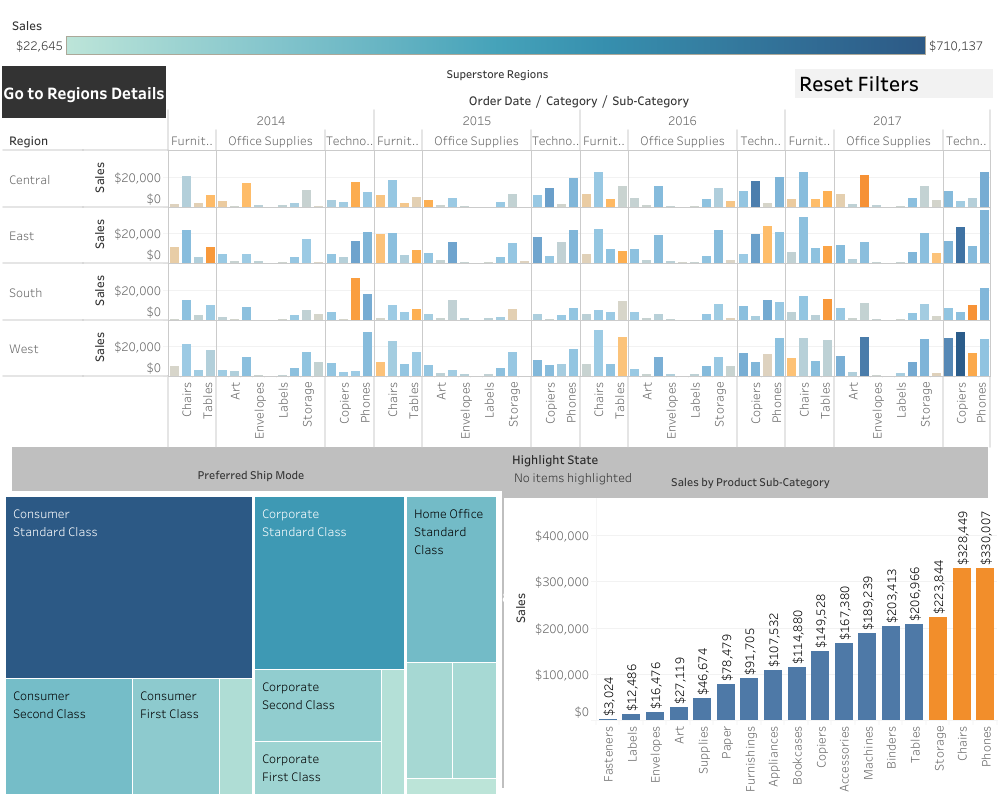 Sales
$22,645
$710,137
Go to Regions Details
Superstore Regions
Reset Filters
Order Date / Category / Sub-Category
2014 2015 2016 2017
Region
Furnit.. Office Supplies Techno.. Furnit.. Office Supplies Techno.. Furnit.. Office Supplies Techn.. Furnit.. Office Supplies Techn..
Central Sales $20,000 $0
East Sales $20,000 $0
South Sales $20,000 $0
West Sales $20,000 $0
Chairs Tables Art Envelopes Labels Storage Copiers Phones Chairs Tables Art Envelopes Labels Storage Copiers Phones Chairs Tables Art Envelopes Labels Storage Copiers Phones Chairs Tables Art Envelopes Labels Storage Copiers Phones
Preferred Ship Mode
Highlight State
No items highlighted
Sales by Product Sub-Category
Consumer
Standard Class
Corporate
Standard Class
Home Office
Standard
Class
Consumer
Second Class
Consumer
First Class
Corporate
Second Class
Corporate
First Class
Sales
$400,000
$300,000
$200,000
$100,000
$0
$3,024 $12,486 $16,476 $27,119 $46,674 $78,479 $91,705 $107,532 $114,880 $149,528 $167,380 $189,239 $203,413 $206,966 $223,844 $328,449 $330,007
Fasteners Labels Envelopes Art Supplies Paper Furnishings Appliances Bookcases Copiers Accessories Machines Binders Tables Storage Chairs Phones